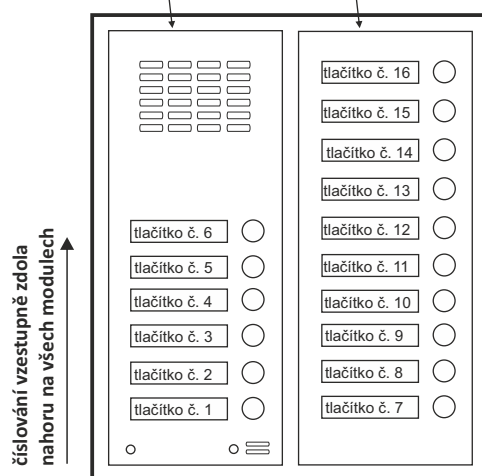 číslování vzestupně zdola
nahoru na všech modulech
tlačítko č. 6
tlačítko č. 5
tlačítko č. 4
tlačítko č. 3
tlačítko č. 2
tlačítko č. 1
tlačítko č. 16
tlačítko č. 15
tlačítko č. 14
tlačítko č. 13
tlačítko č. 12
tlačítko č. 11
tlačítko č. 10
tlačítko č. 9
tlačítko č. 8
tlačítko č. 7